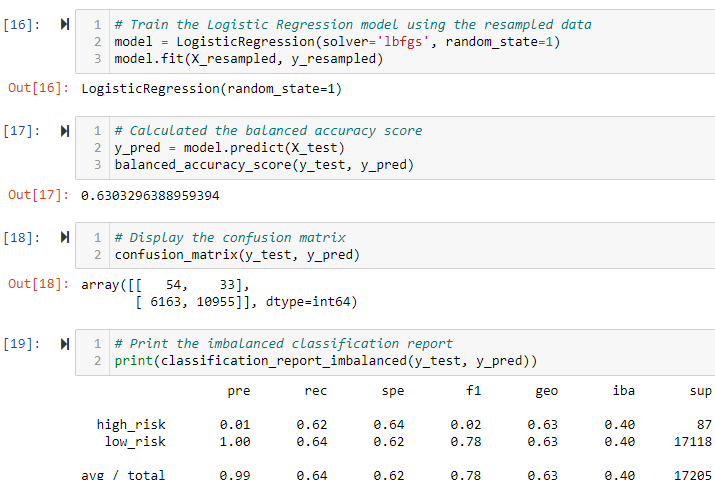 [16]: 1 # Train the Logistic Regression model using the resampled data
2 model = LogisticRegression(solver='lbfgs', random_state=1)
3 model.fit(X_resampled, y_resampled)
Out[16]: LogisticRegression(random_state=1)
[17]: 1 # Calculated the balanced accuracy score
2 y_pred = model.predict(X_test)
3 balanced_accuracy_score(y_test, y_pred)
Out[17]: 0.6303296388959394
[18]: 1 # Display the confusion matrix
2 confusion_matrix(y_test, y_pred)
Out[18]: array([[   54,    33],
[ 6163, 10955]], dtype=int64)
[19]: 1 # Print the imbalanced classification report
2 print(classification_report_imbalanced(y_test, y_pred))
pre rec spe f1 geo iba sup
high_risk 0.01 0.62 0.64 0.02 0.63 0.40 87
low_risk 1.00 0.64 0.62 0.78 0.63 0.40 17118
avg / total 0.99 0.64 0.62 0.78 0.63 0.40 17205